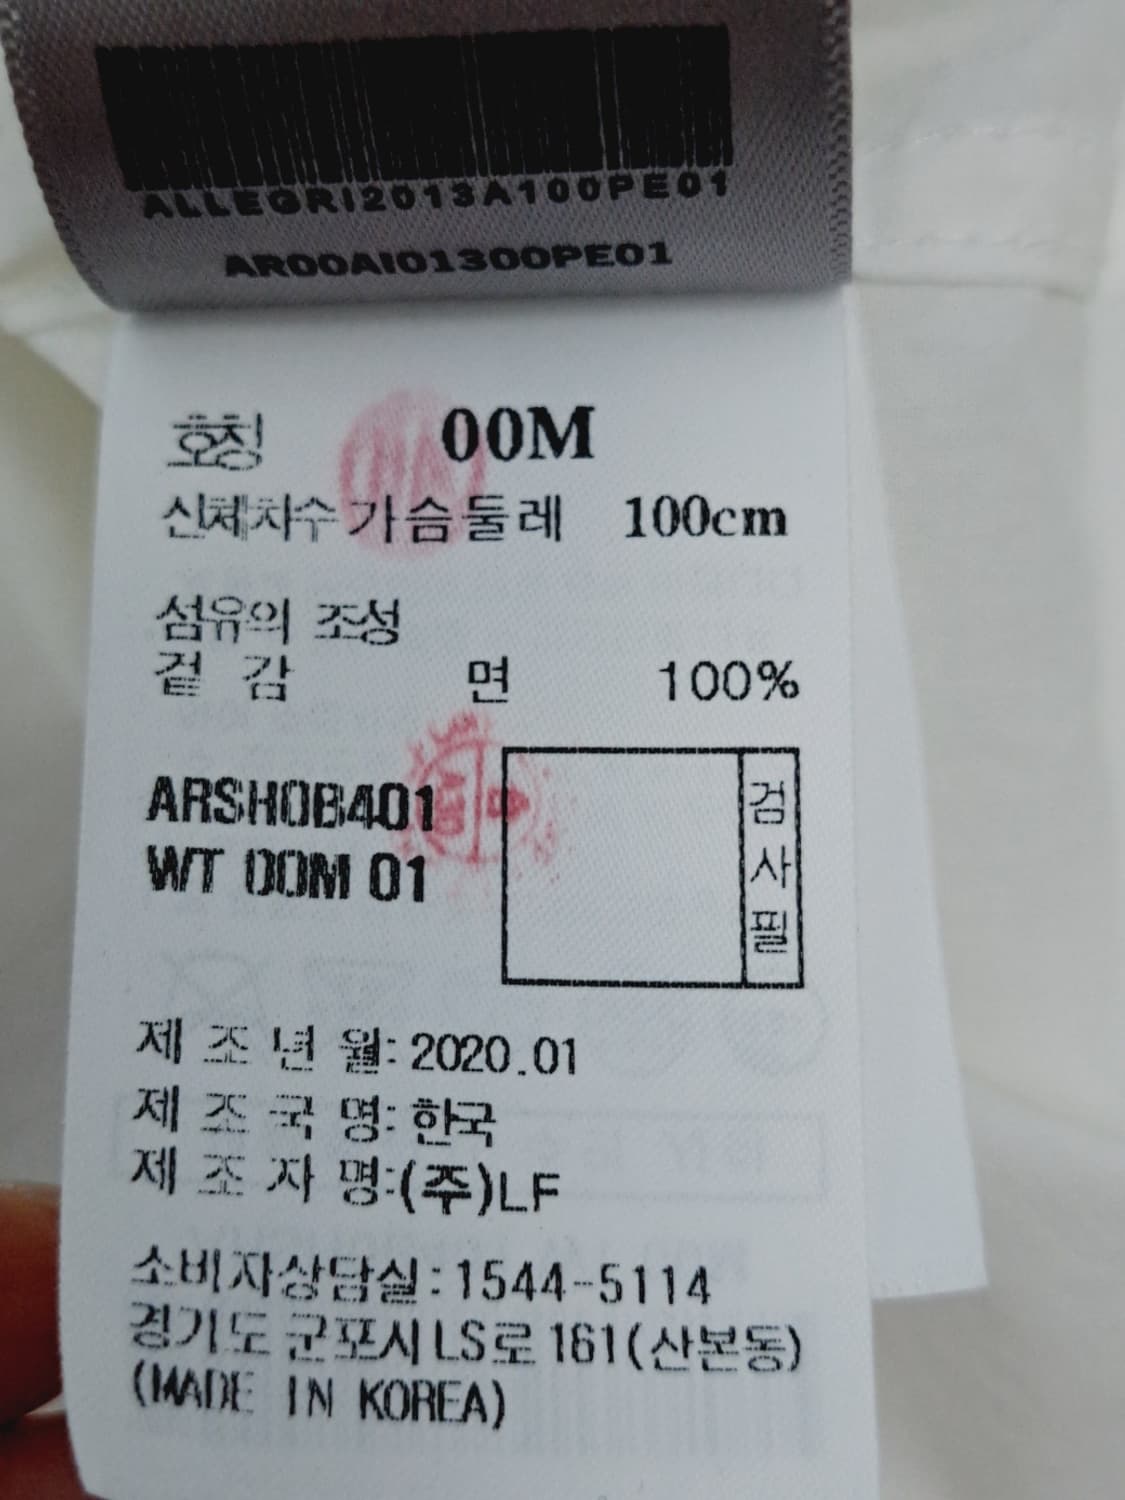 ALLEGRI2013A100PE01
AR00AI01300PE01
호칭 00M
신체치수 가슴둘레 100cm
섬유의 조성
겉 감 면 100%
ARSH0B401
WT 00M 01
검사필
제 조 년 월: 2020.01
제 조 국 명: 한국
제 조 자 명:(주)LF
소비자상담실:1544-5114
경기도 군포시 LS로 161(산본동)
(MADE IN KOREA)